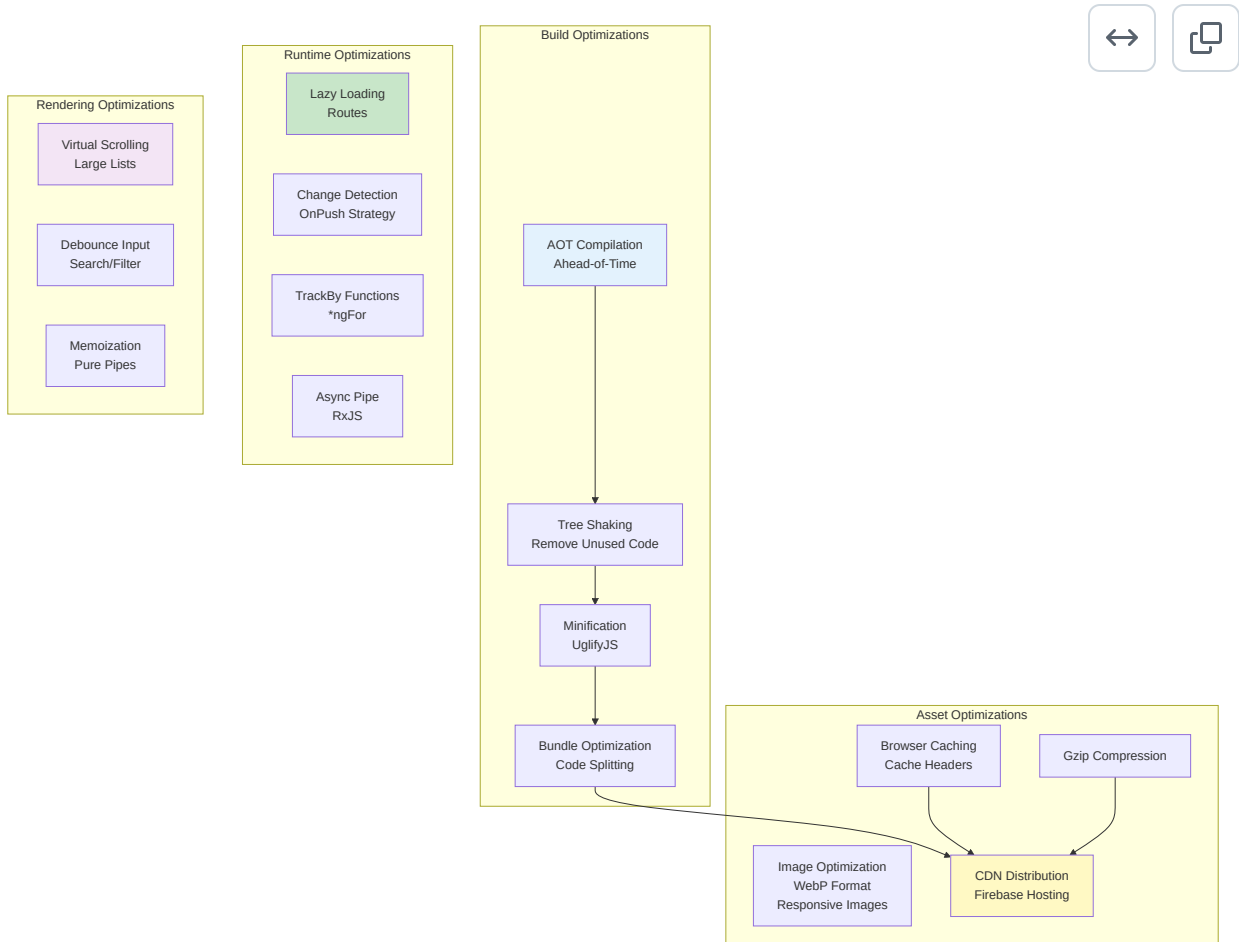 Rendering Optimizations
Virtual Scrolling
Large Lists
Debounce Input
Search/Filter
Memoization
Pure Pipes
Runtime Optimizations
Lazy Loading
Routes
Change Detection
OnPush Strategy
TrackBy Functions
*ngFor
Async Pipe
RxJS
Build Optimizations
AOT Compilation
Ahead-of-Time
Tree Shaking
Remove Unused Code
Minification
UglifyJS
Bundle Optimization
Code Splitting
Asset Optimizations
Browser Caching
Cache Headers
Gzip Compression
Image Optimization
WebP Format
Responsive Images
CDN Distribution
Firebase Hosting